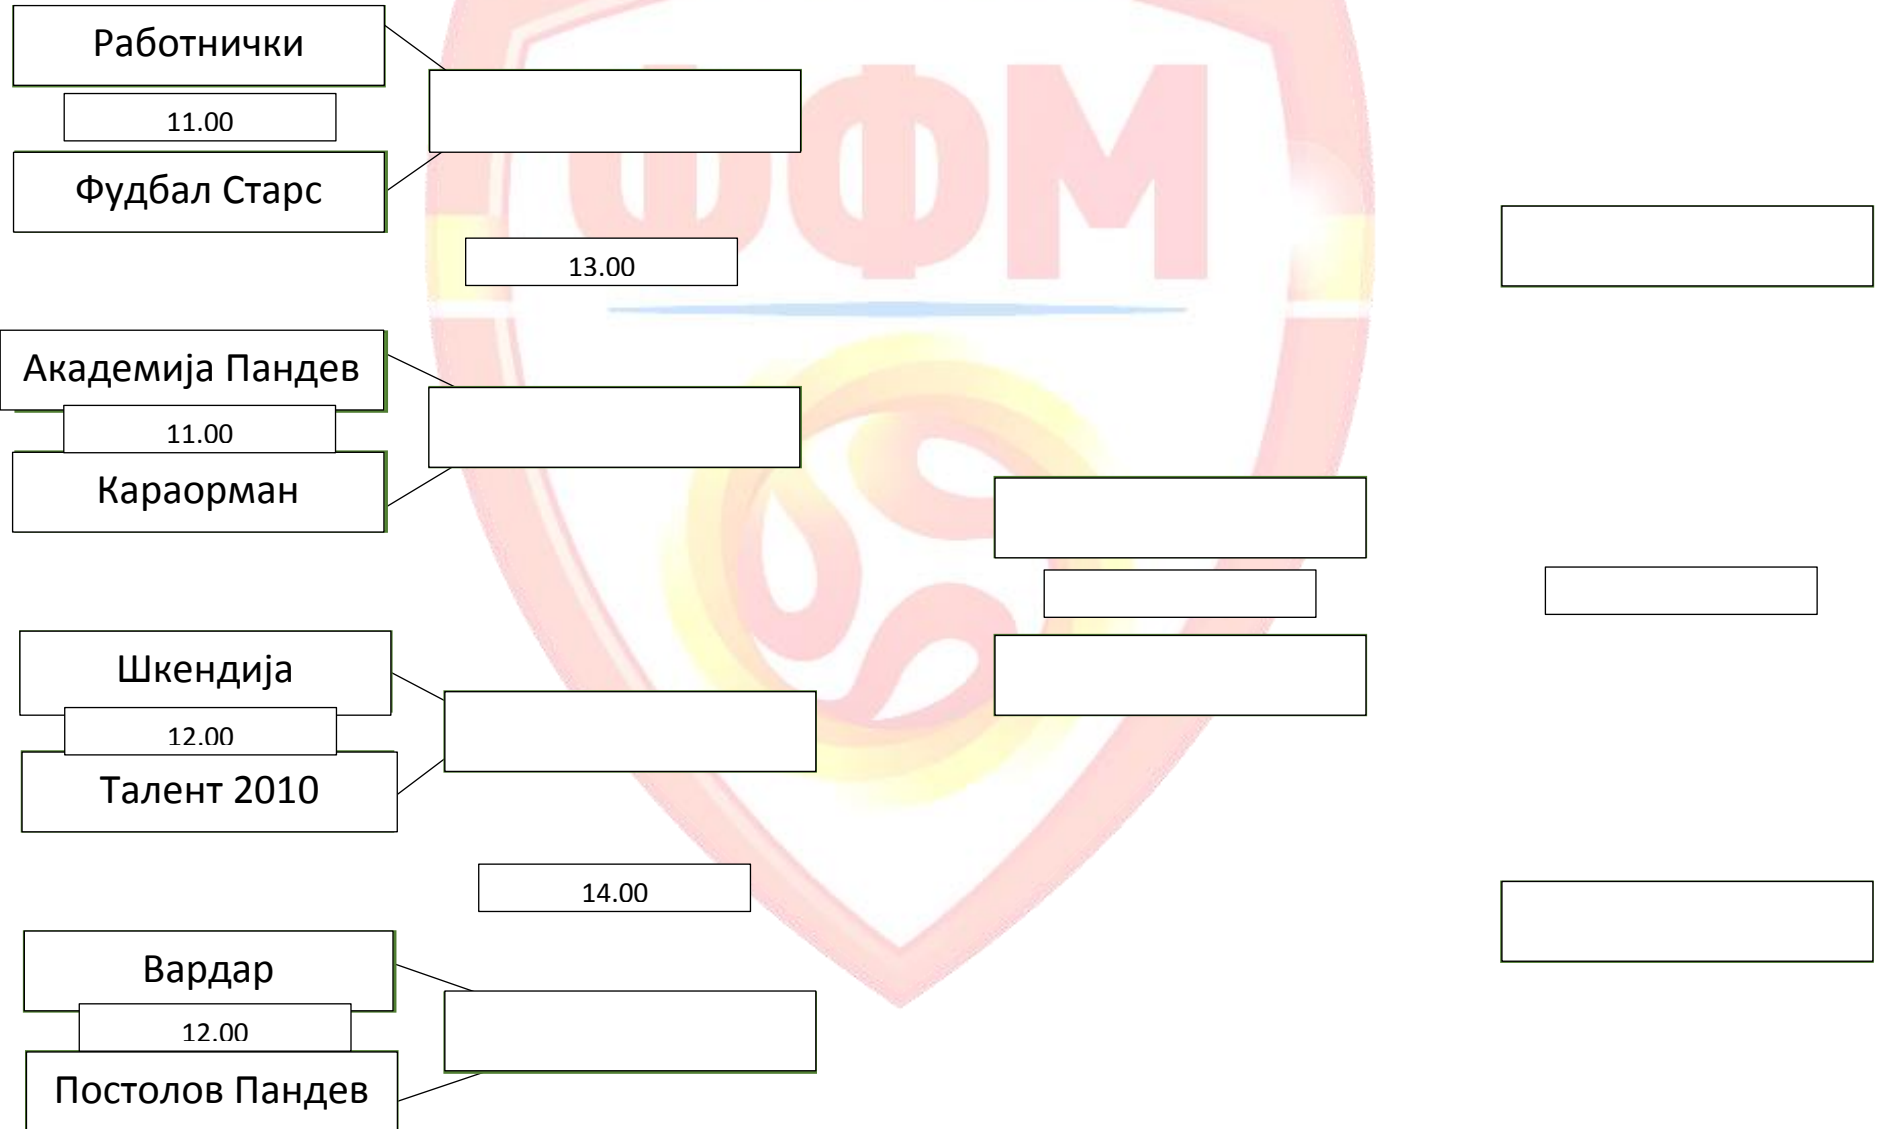 Работнички
11.00
Фудбал Старс
13.00
Академија Пандев
11.00
Караорман
Шкендија
12.00
Талент 2010
14.00
Вардар
12.00
Постолов Пандев
ФФМ